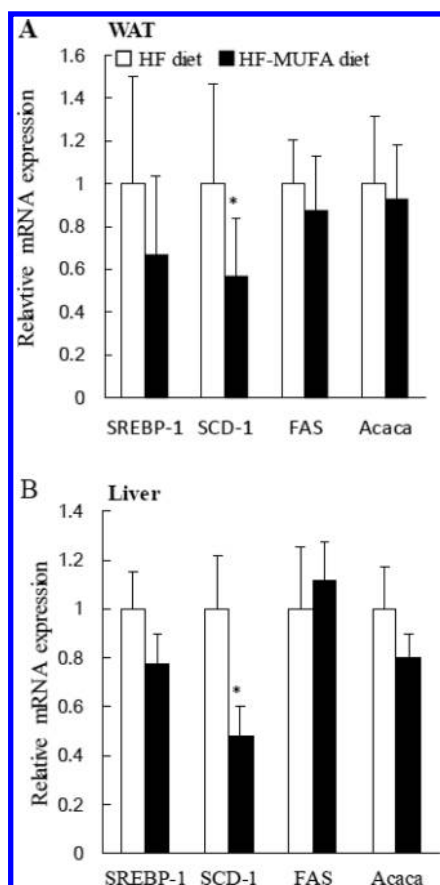 A WAT
HF diet HF-MUFA diet
Relavtive mRNA expression
1.6
1.4
1.2
1
0.8
0.6
0.4
0.2
0
*
SREBP-1 SCD-1 FAS Acaca
B Liver
Relative mRNA expression
1.4
1.2
1
0.8
0.6
0.4
0.2
0
*
SREBP-1 SCD-1 FAS Acaca